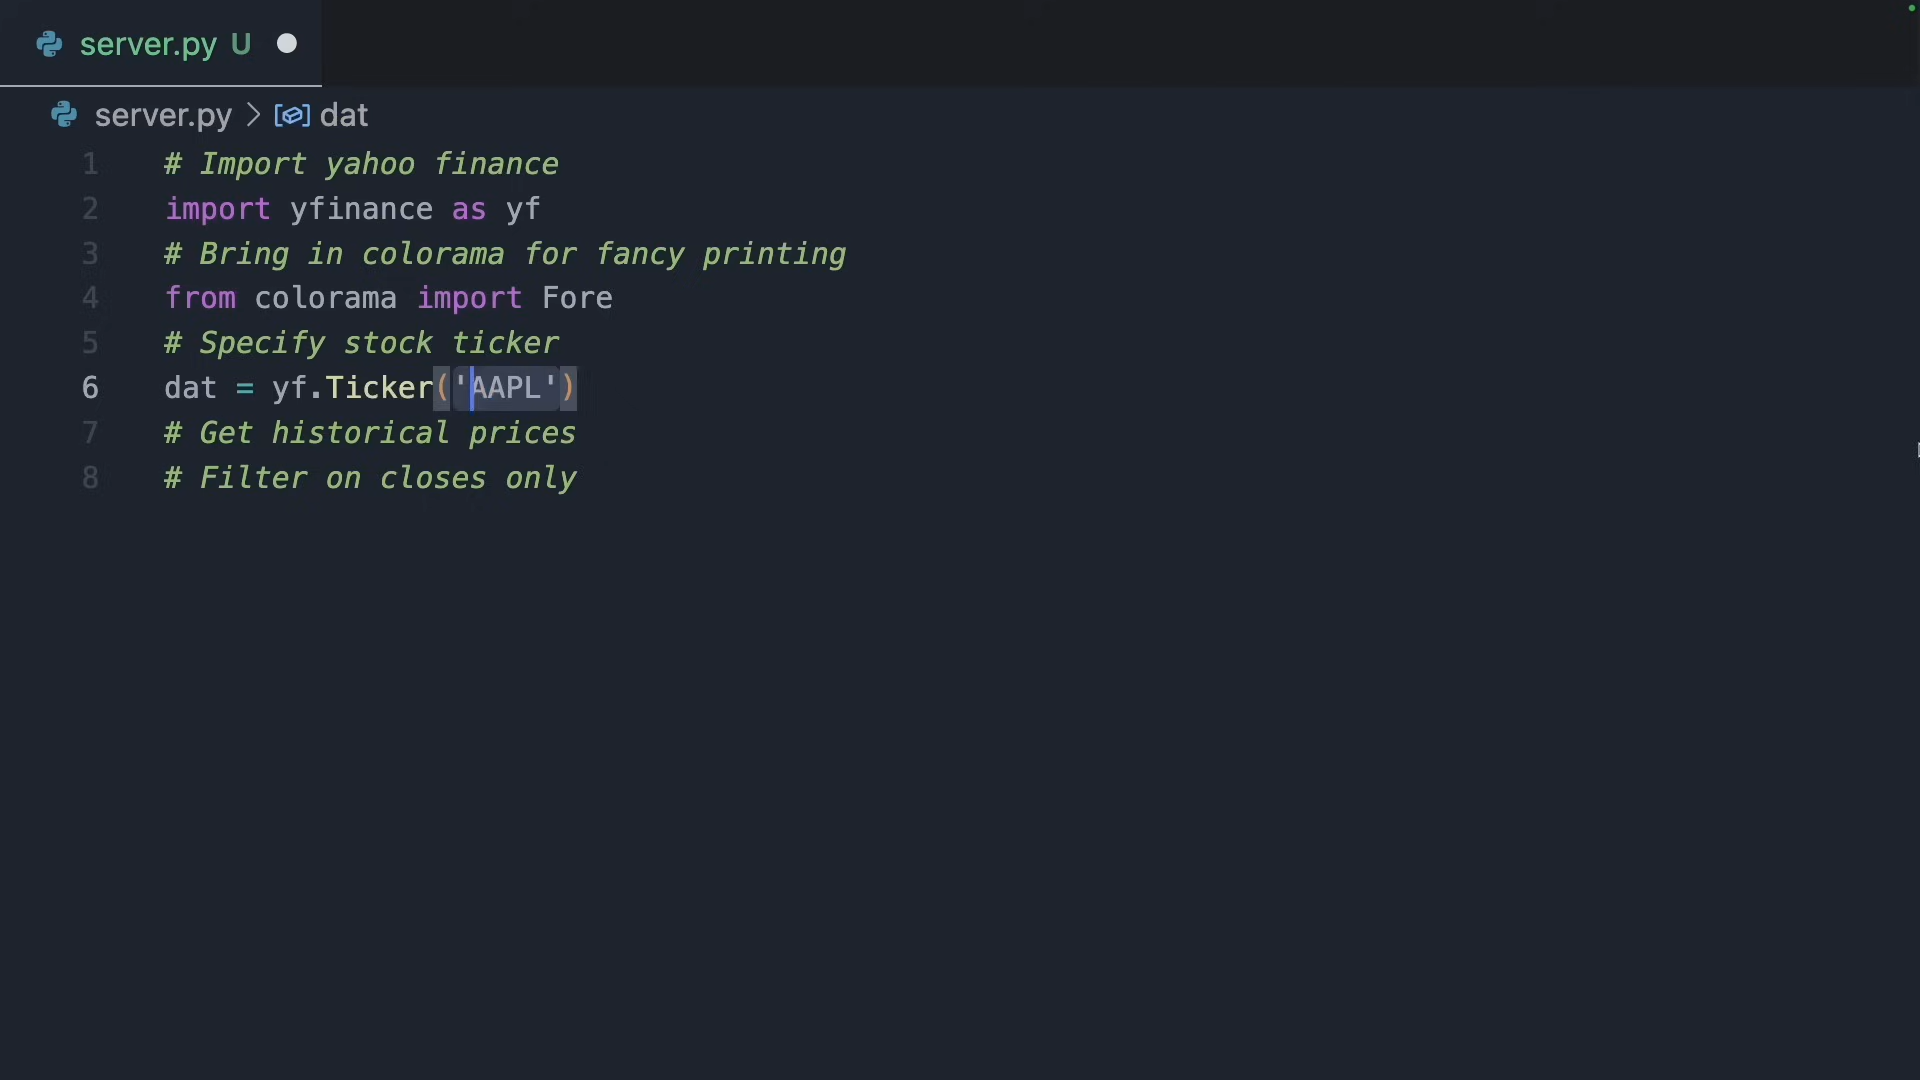 server.py U
server.py > dat
1 # Import yahoo finance
2 import yfinance as yf
3 # Bring in colorama for fancy printing
4 from colorama import Fore
5 # Specify stock ticker
6 dat = yf.Ticker('AAPL')
7 # Get historical prices
8 # Filter on closes only